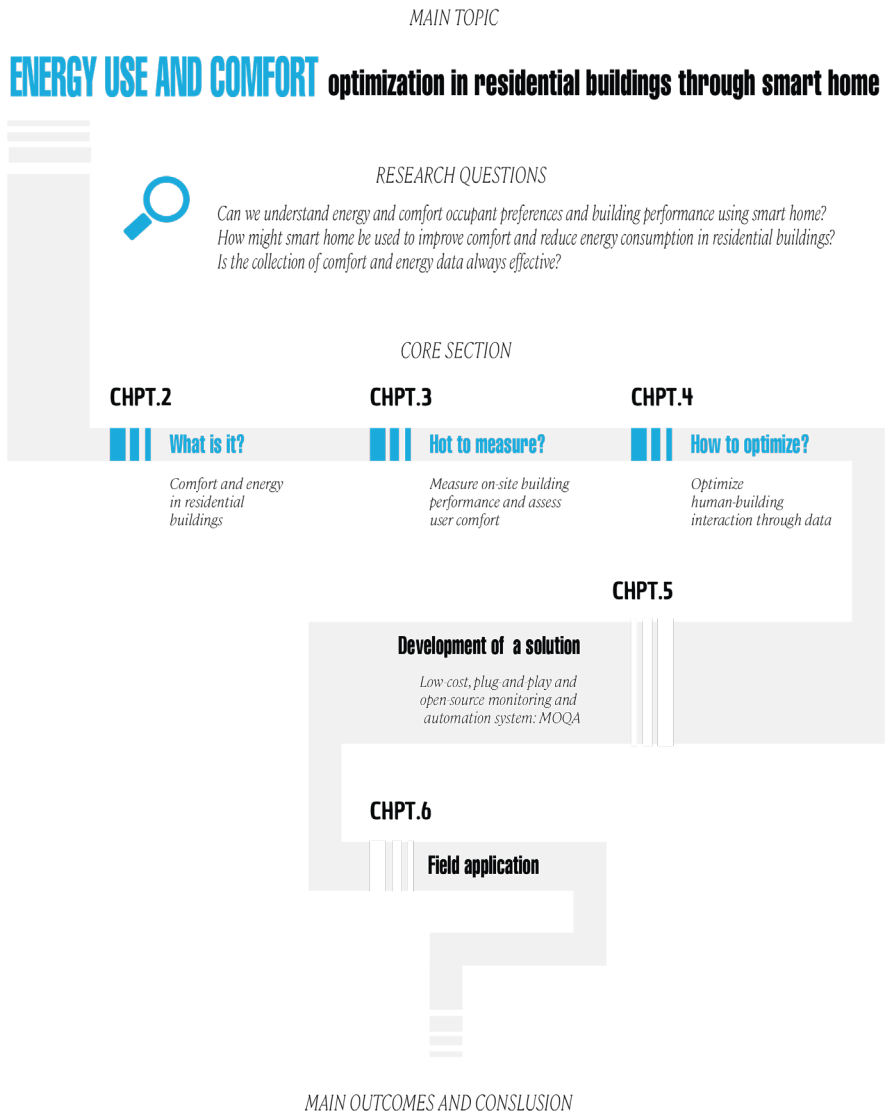 MAIN TOPIC
ENERGY USE AND COMFORT optimization in residential buildings through smart home
RESEARCH QUESTIONS
Can we understand energy and comfort occupant preferences and building performance using smart home?
How might smart home be used to improve comfort and reduce energy consumption in residential buildings?
Is the collection of comfort and energy data always effective?
CORE SECTION
CHPT.2
What is it?
Comfort and energy
in residential
buildings
CHPT.3
Hot to measure?
Measure on-site building
performance and assess
user comfort
CHPT.4
How to optimize?
Optimize
human-building
interaction through data
CHPT.5
Development of a solution
Low-cost, plug-and-play and
open-source monitoring and
automation system: MOQA
CHPT.6
Field application
MAIN OUTCOMES AND CONSLUSION